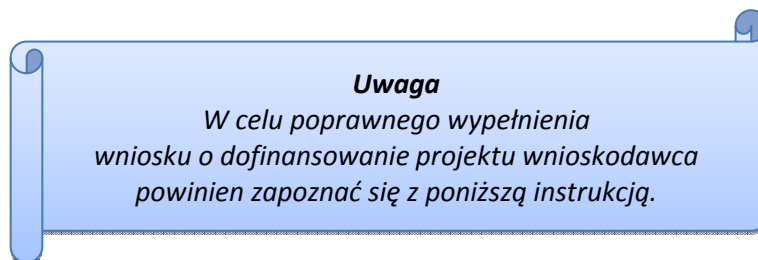 Uwaga
W celu poprawnego wypełnienia
wniosku o dofinansowanie projektu wnioskodawca
powinien zapoznać się z poniższą instrukcją.